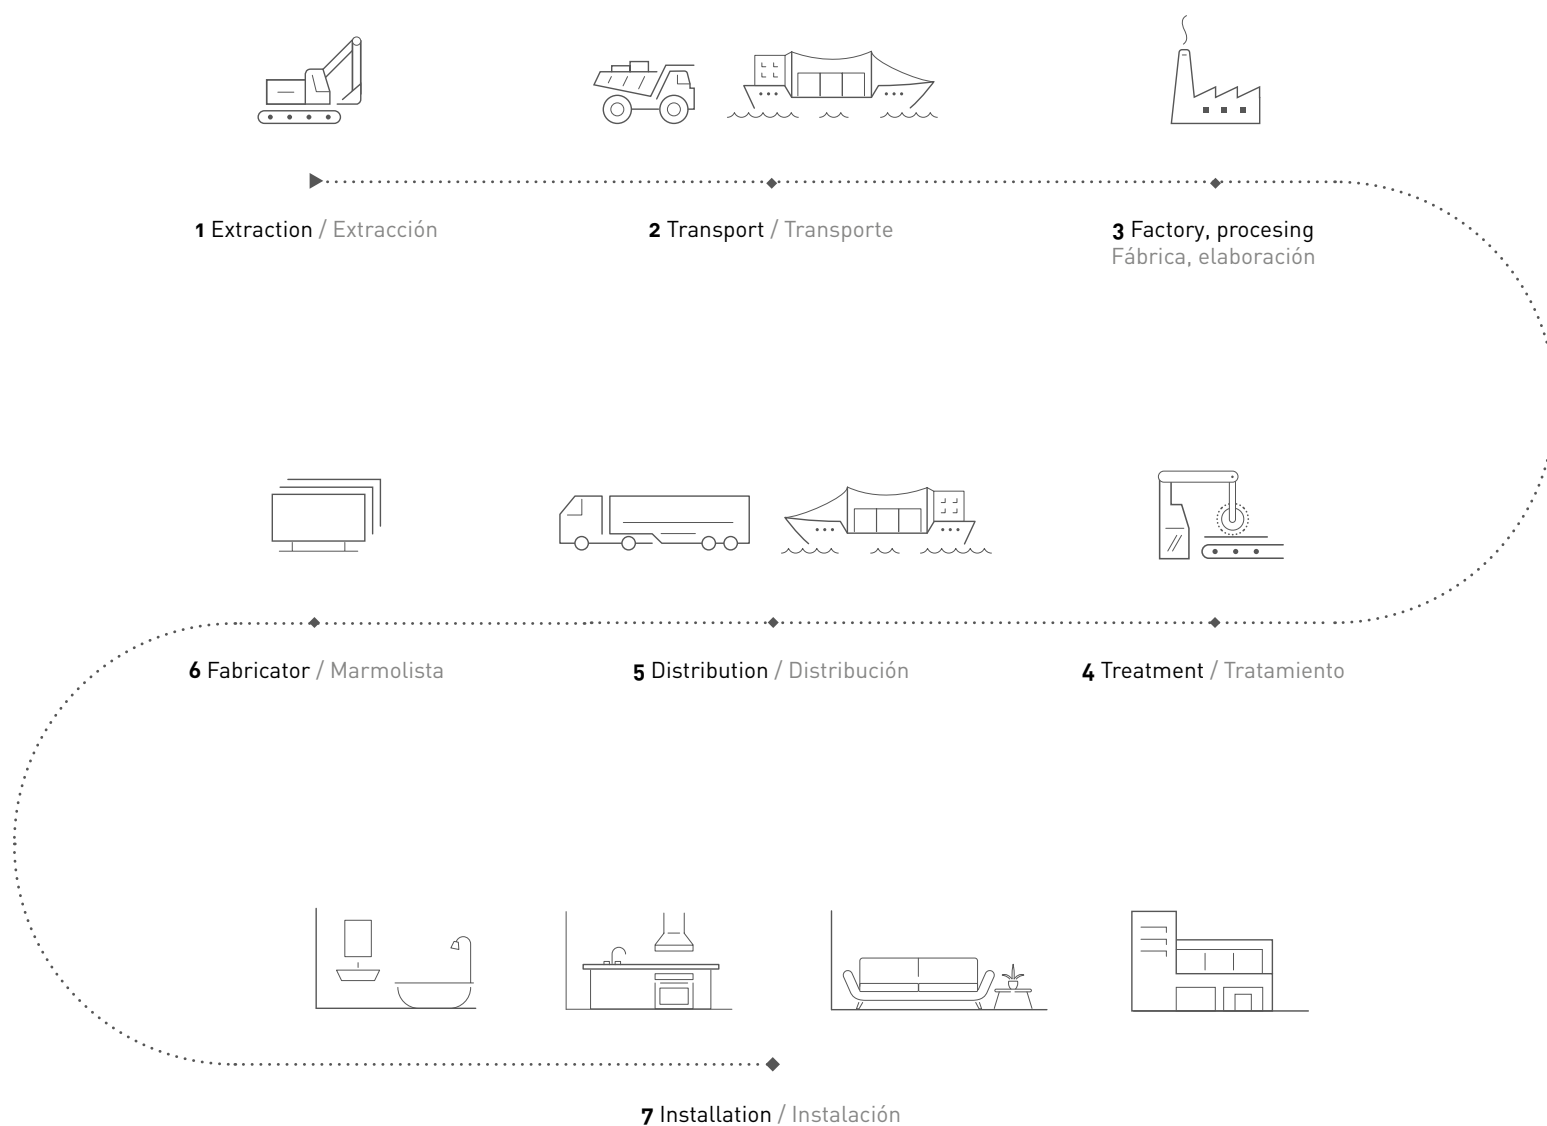 1 Extraction / Extracción
2 Transport / Transporte
3 Factory, procesing
Fábrica, elaboración
6 Fabricator / Marmolista
5 Distribution / Distribución
4 Treatment / Tratamiento
7 Installation / Instalación